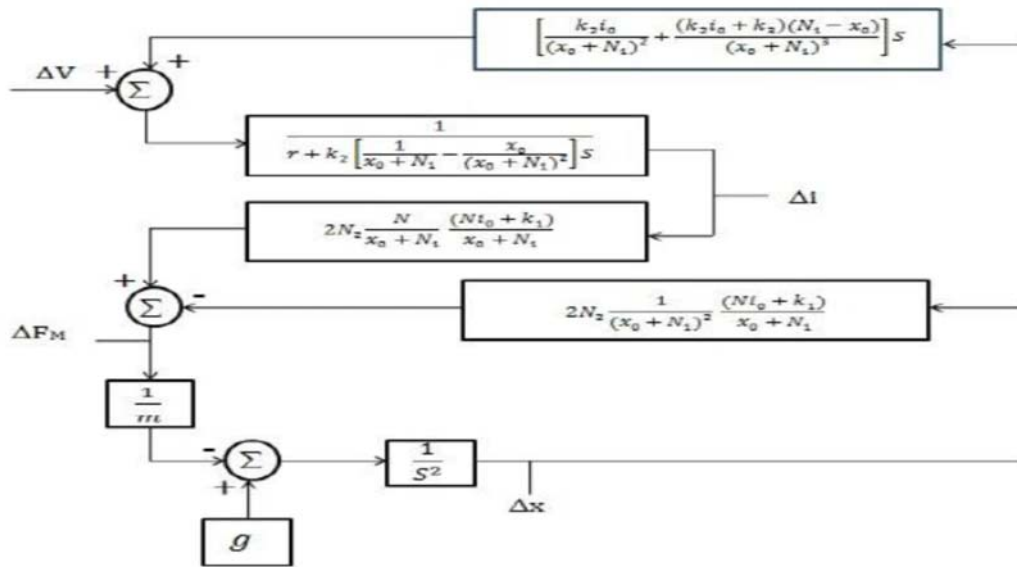 [ k₂i₀ / (x₀ + N₁)² + (k₂i₀ + k₂)(N₁ − x₀) / (x₀ + N₁)³ ] S
+
ΔV + Σ
1 / ( r + k₂ [ 1 / (x₀ + N₁) − x₀ / (x₀ + N₁)² ] S )
Δi
2N₂ N / (x₀ + N₁) (Ni₀ + k₁) / (x₀ + N₁)
+
Σ -
2N₂ 1 / (x₀ + N₁)² (Ni₀ + k₁) / (x₀ + N₁)
ΔF_M
1 / m
- Σ
1 / S²
+
Δx
g